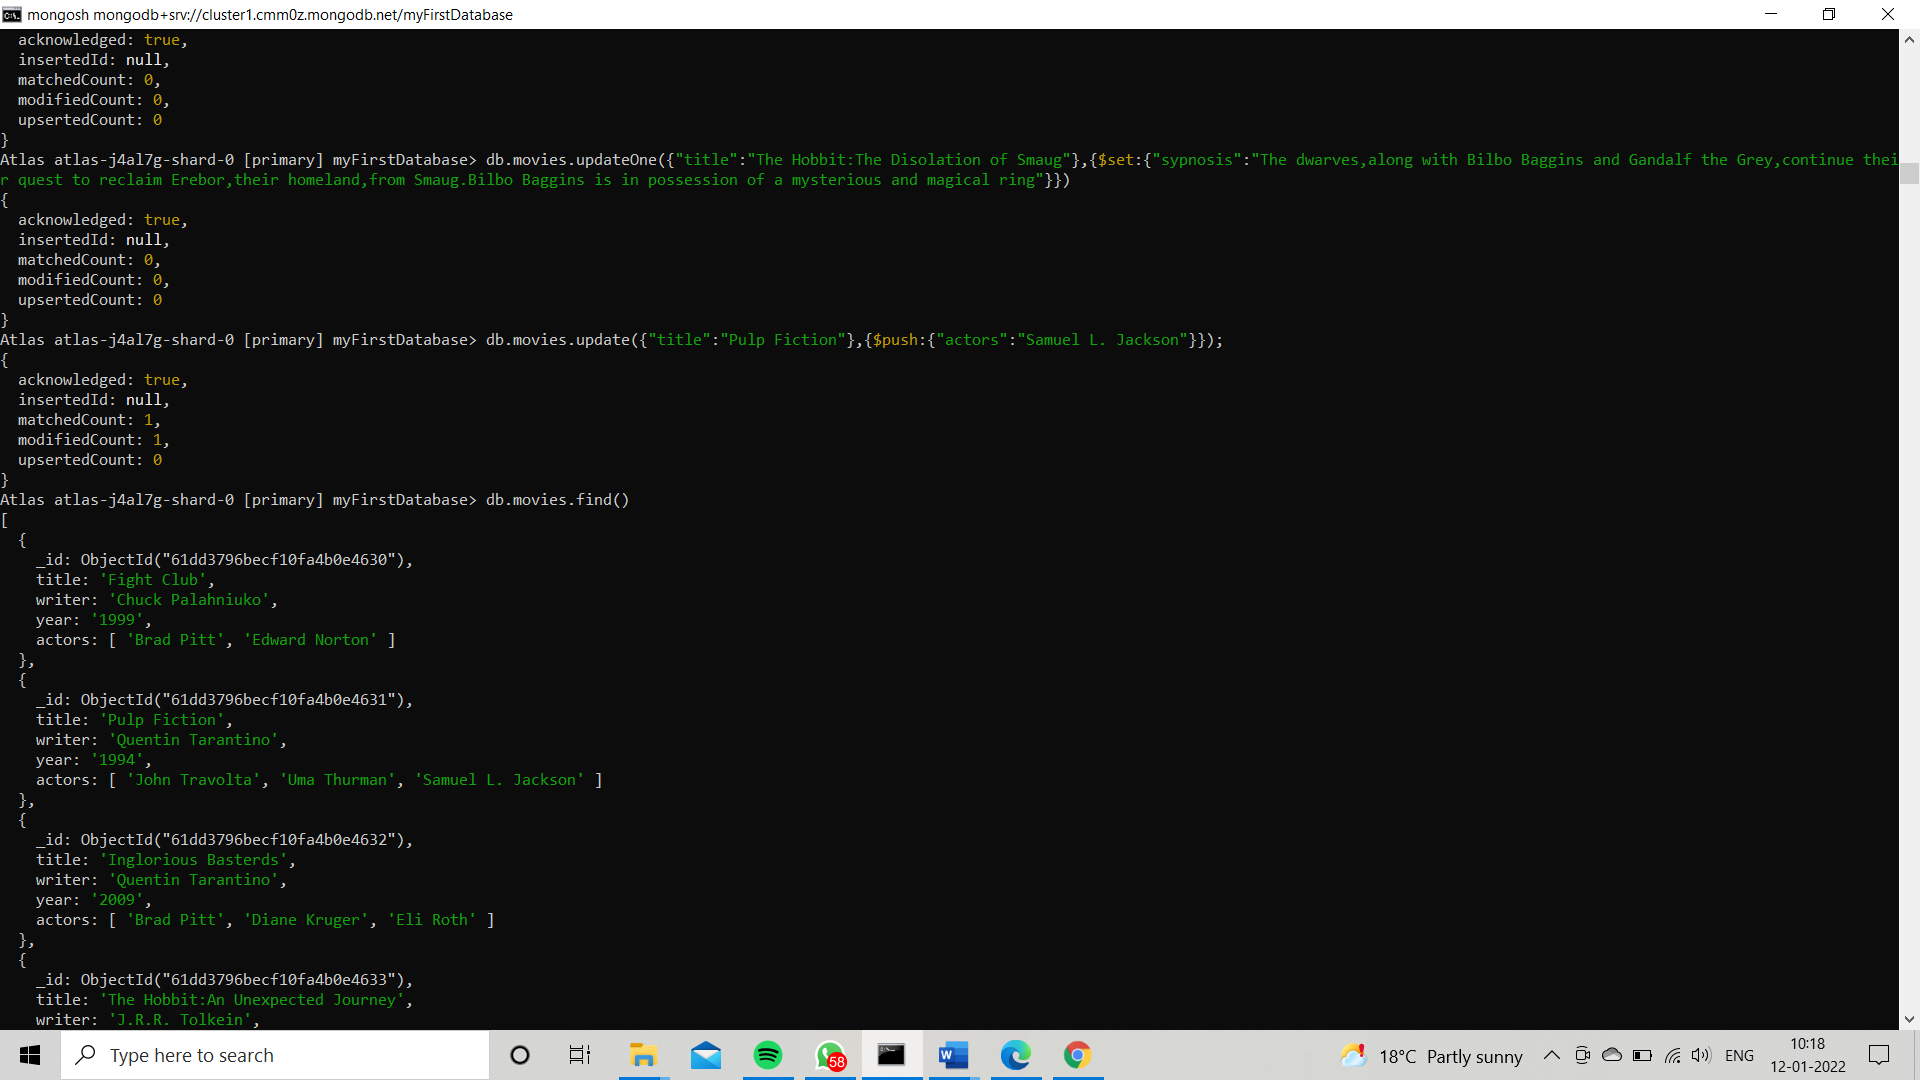 mongosh mongodb+srv://cluster1.cmm0z.mongodb.net/myFirstDatabase
  acknowledged: true,
  insertedId: null,
  matchedCount: 0,
  modifiedCount: 0,
  upsertedCount: 0
}
Atlas atlas-j4al7g-shard-0 [primary] myFirstDatabase> db.movies.updateOne({"title":"The Hobbit:The Disolation of Smaug"},{$set:{"sypnosis":"The dwarves,along with Bilbo Baggins and Gandalf the Grey,continue thei
r quest to reclaim Erebor,their homeland,from Smaug.Bilbo Baggins is in possession of a mysterious and magical ring"}})
{
  acknowledged: true,
  insertedId: null,
  matchedCount: 0,
  modifiedCount: 0,
  upsertedCount: 0
}
Atlas atlas-j4al7g-shard-0 [primary] myFirstDatabase> db.movies.update({"title":"Pulp Fiction"},{$push:{"actors":"Samuel L. Jackson"}});
{
  acknowledged: true,
  insertedId: null,
  matchedCount: 1,
  modifiedCount: 1,
  upsertedCount: 0
}
Atlas atlas-j4al7g-shard-0 [primary] myFirstDatabase> db.movies.find()
[
  {
    _id: ObjectId("61dd3796becf10fa4b0e4630"),
    title: 'Fight Club',
    writer: 'Chuck Palahniuko',
    year: '1999',
    actors: [ 'Brad Pitt', 'Edward Norton' ]
  },
  {
    _id: ObjectId("61dd3796becf10fa4b0e4631"),
    title: 'Pulp Fiction',
    writer: 'Quentin Tarantino',
    year: '1994',
    actors: [ 'John Travolta', 'Uma Thurman', 'Samuel L. Jackson' ]
  },
  {
    _id: ObjectId("61dd3796becf10fa4b0e4632"),
    title: 'Inglorious Basterds',
    writer: 'Quentin Tarantino',
    year: '2009',
    actors: [ 'Brad Pitt', 'Diane Kruger', 'Eli Roth' ]
  },
  {
    _id: ObjectId("61dd3796becf10fa4b0e4633"),
    title: 'The Hobbit:An Unexpected Journey',
    writer: 'J.R.R. Tolkein',
Type here to search
58
18°C Partly sunny
ENG
10:18
12-01-2022